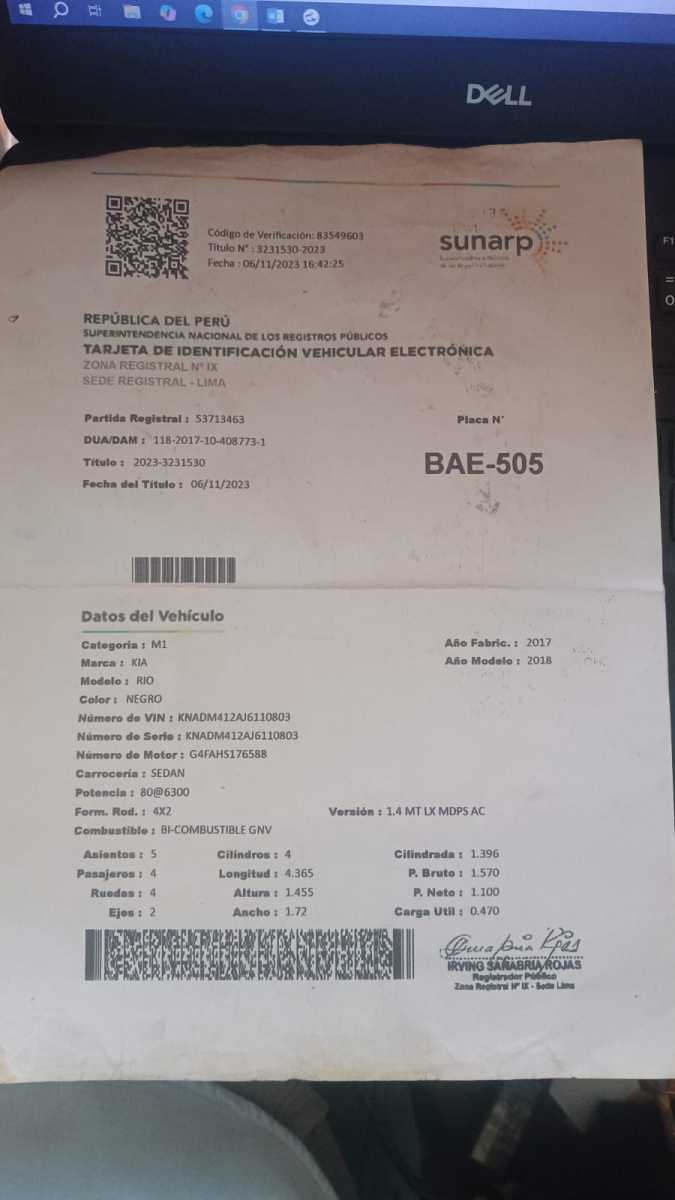 DELL
F1
Código de Verificación: 83549603
Título N° : 3231530-2023
Fecha : 06/11/2023 16:42:25
sunarp
REPÚBLICA DEL PERÚ
SUPERINTENDENCIA NACIONAL DE LOS REGISTROS PÚBLICOS
TARJETA DE IDENTIFICACIÓN VEHICULAR ELECTRÓNICA
ZONA REGISTRAL N° IX
SEDE REGISTRAL - LIMA
Partida Registral : 53713463
Placa N°
DUA/DAM : 118-2017-10-408773-1
BAE-505
Título : 2023-3231530
Fecha del Título : 06/11/2023
Datos del Vehículo
Categoría : M1
Año Fabric. : 2017
Marca : KIA
Año Modelo : 2018
Modelo : RIO
Color : NEGRO
Número de VIN : KNADM412AJ6110803
Número de Serie : KNADM412AJ6110803
Número de Motor : G4FAHS176588
Carrocería : SEDAN
Potencia : 80@6300
Form. Rod. : 4X2
Versión : 1.4 MT LX MDPS AC
Combustible : BI-COMBUSTIBLE GNV
Asientos : 5 Cilindros : 4 Cilindrada : 1.396
Pasajeros : 4 Longitud : 4.365 P. Bruto : 1.570
Ruedas : 4 Altura : 1.455 P. Neto : 1.100
Ejes : 2 Ancho : 1.72 Carga Util : 0.470
IRVING SAÑABRIA ROJAS
Registrador Público
Zona Registral N° IX - Sede Lima